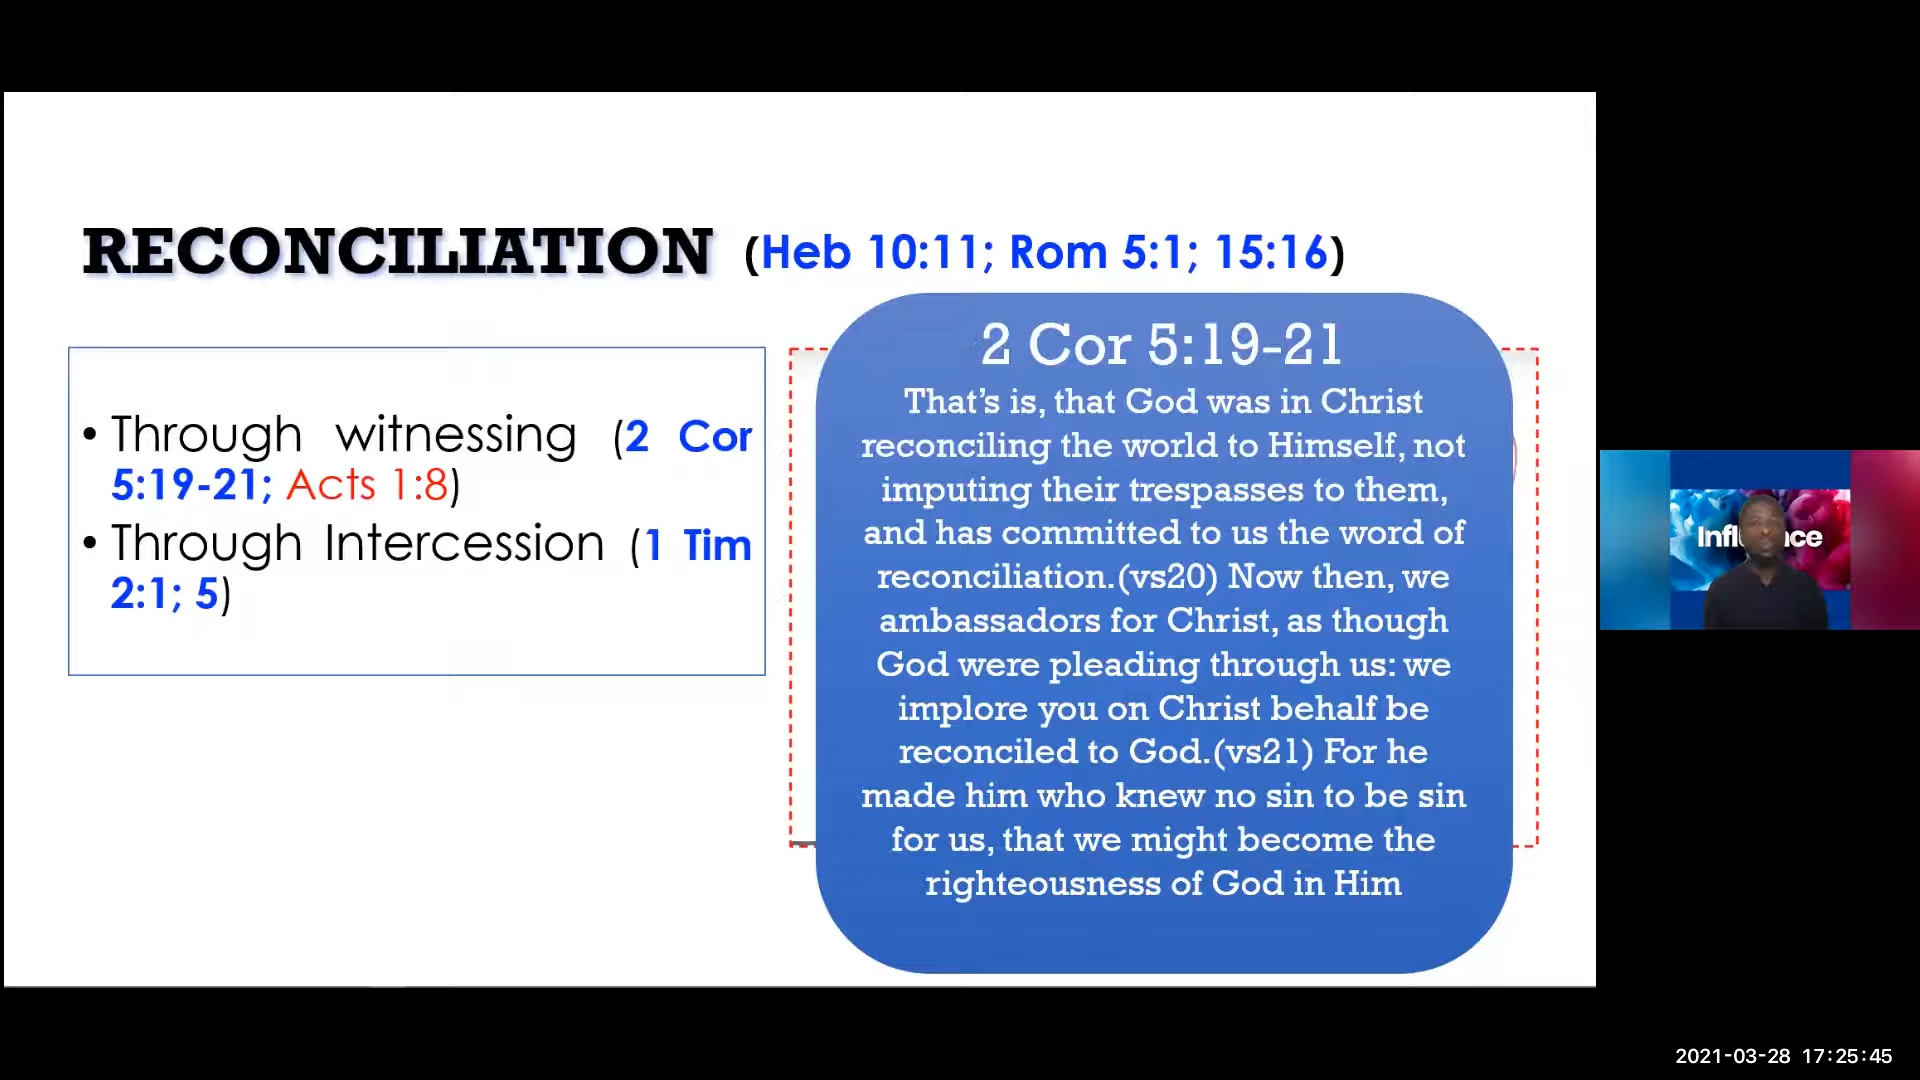 RECONCILIATION (Heb 10:11; Rom 5:1; 15:16)
• Through witnessing (2 Cor
5:19-21; Acts 1:8)
• Through Intercession (1 Tim
2:1; 5)
2 Cor 5:19-21
That’s is, that God was in Christ
reconciling the world to Himself, not
imputing their trespasses to them,
and has committed to us the word of
reconciliation.(vs20) Now then, we
ambassadors for Christ, as though
God were pleading through us: we
implore you on Christ behalf be
reconciled to God.(vs21) For he
made him who knew no sin to be sin
for us, that we might become the
righteousness of God in Him
2021-03-28 17:25:45